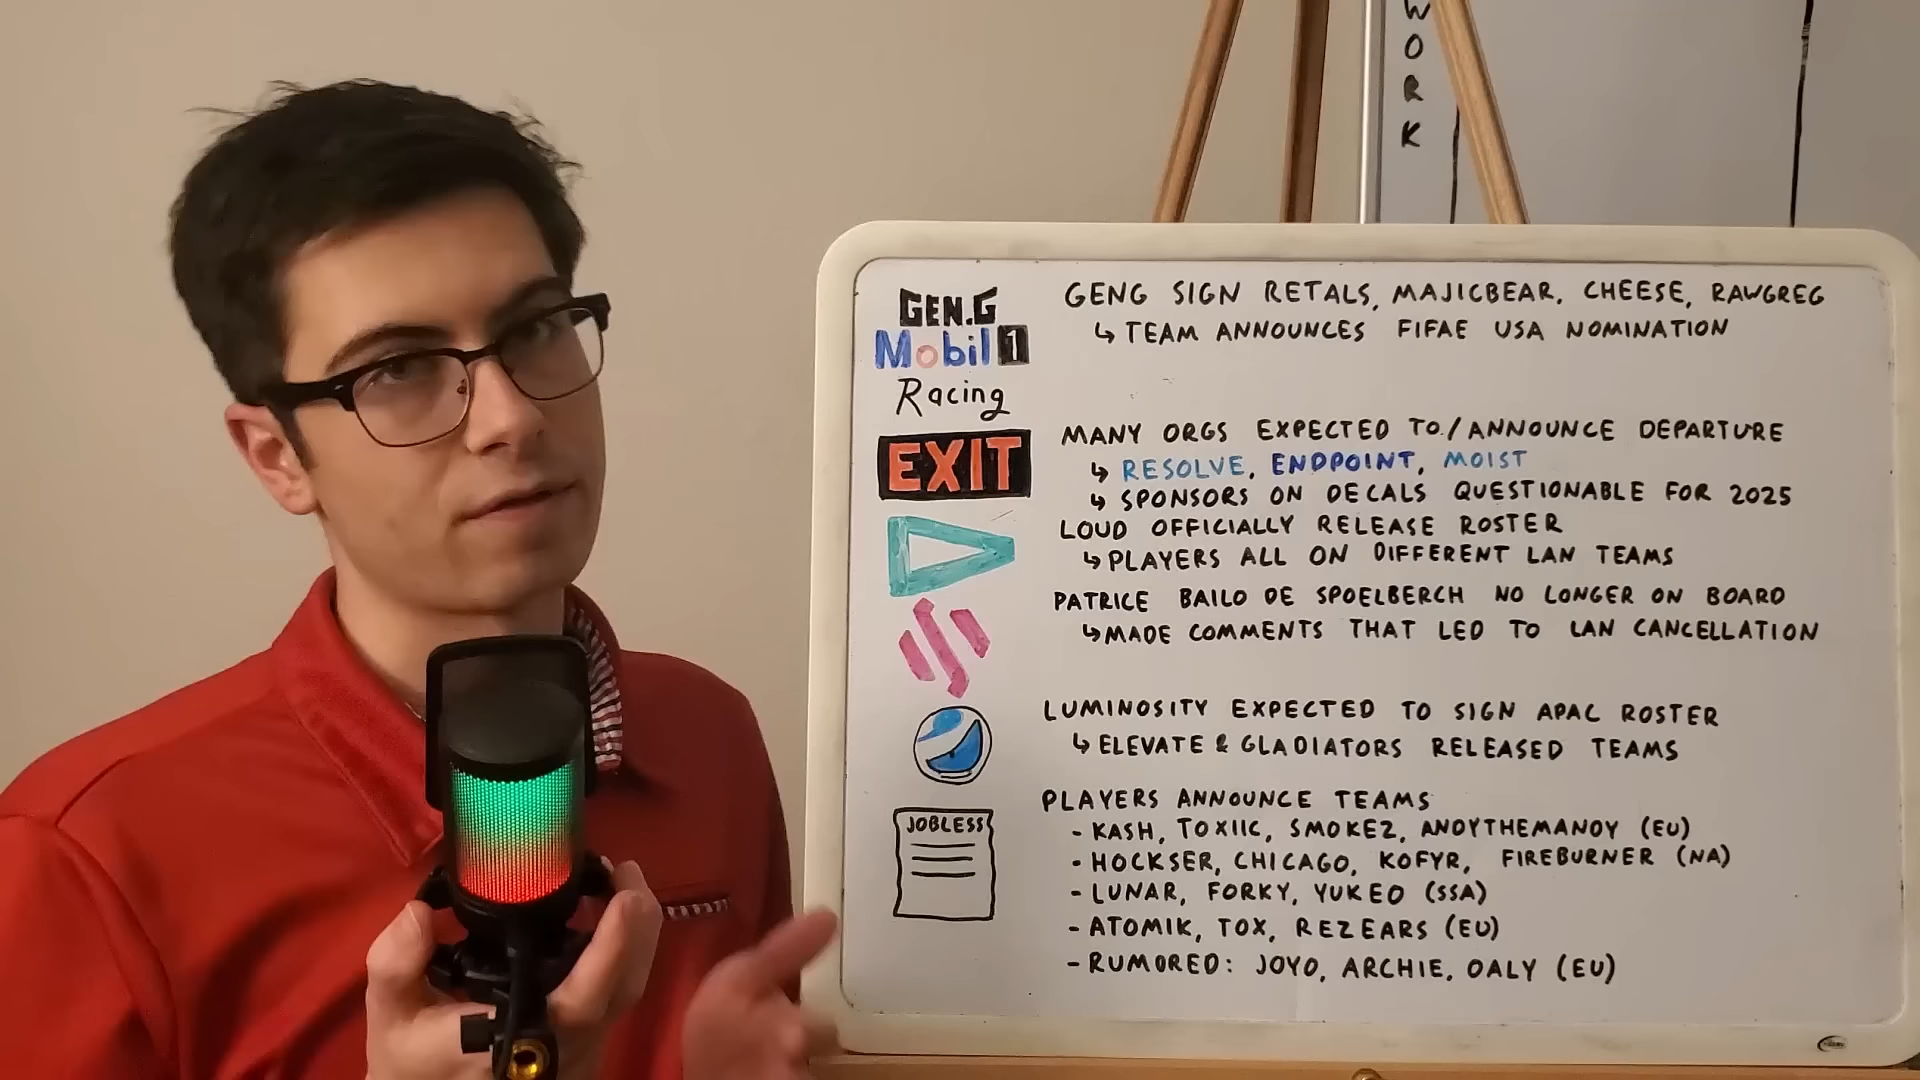 WORK
GEN.G
Mobil 1
Racing
GENG SIGN RETALS, MAJICBEAR, CHEESE, RAWGREG
↳ TEAM ANNOUNCES FIFAE USA NOMINATION
EXIT
MANY ORGS EXPECTED TO/ANNOUNCE DEPARTURE
↳ RESOLVE, ENDPOINT, MOIST
↳ SPONSORS ON DECALS QUESTIONABLE FOR 2025
LOUD OFFICIALLY RELEASE ROSTER
↳ PLAYERS ALL ON DIFFERENT LAN TEAMS
PATRICE BAILO DE SPOELBERCH NO LONGER ON BOARD
↳ MADE COMMENTS THAT LED TO LAN CANCELLATION
LUMINOSITY EXPECTED TO SIGN APAC ROSTER
↳ ELEVATE & GLADIATORS RELEASED TEAMS
JOBLESS
PLAYERS ANNOUNCE TEAMS
- KASH, TOXIIC, SMOKEZ, ANDYTHEMANDY (EU)
- HOCKSER, CHICAGO, KOFYR, FIREBURNER (NA)
- LUNAR, FORKY, YUKEO (SSA)
- ATOMIK, TOX, REZEARS (EU)
- RUMORED: JOYO, ARCHIE, OALY (EU)